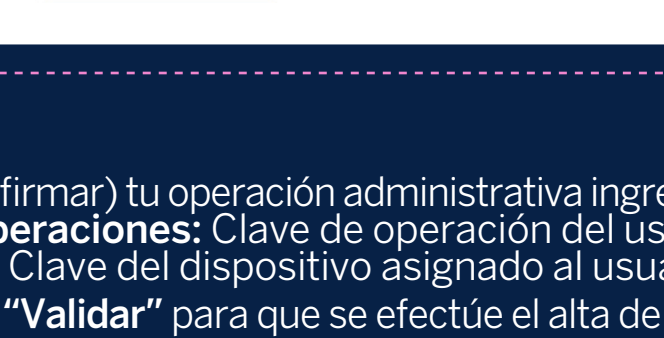 firmar) tu operación administrativa ingre
peraciones: Clave de operación del us
Clave del dispositivo asignado al usua
“Validar” para que se efectúe el alta de